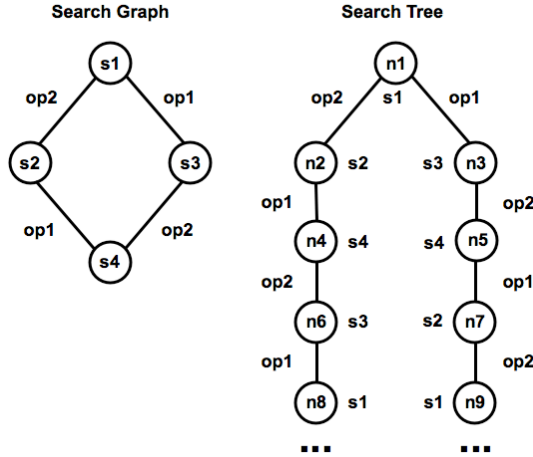 Search Graph
Search Tree
s1
op2
op1
s2
s3
op1
op2
s4
n1
op2
s1
op1
n2
s2
s3
n3
op1
op2
n4
s4
s4
n5
op2
op1
n6
s3
s2
n7
op1
op2
n8
s1
s1
n9
...
...